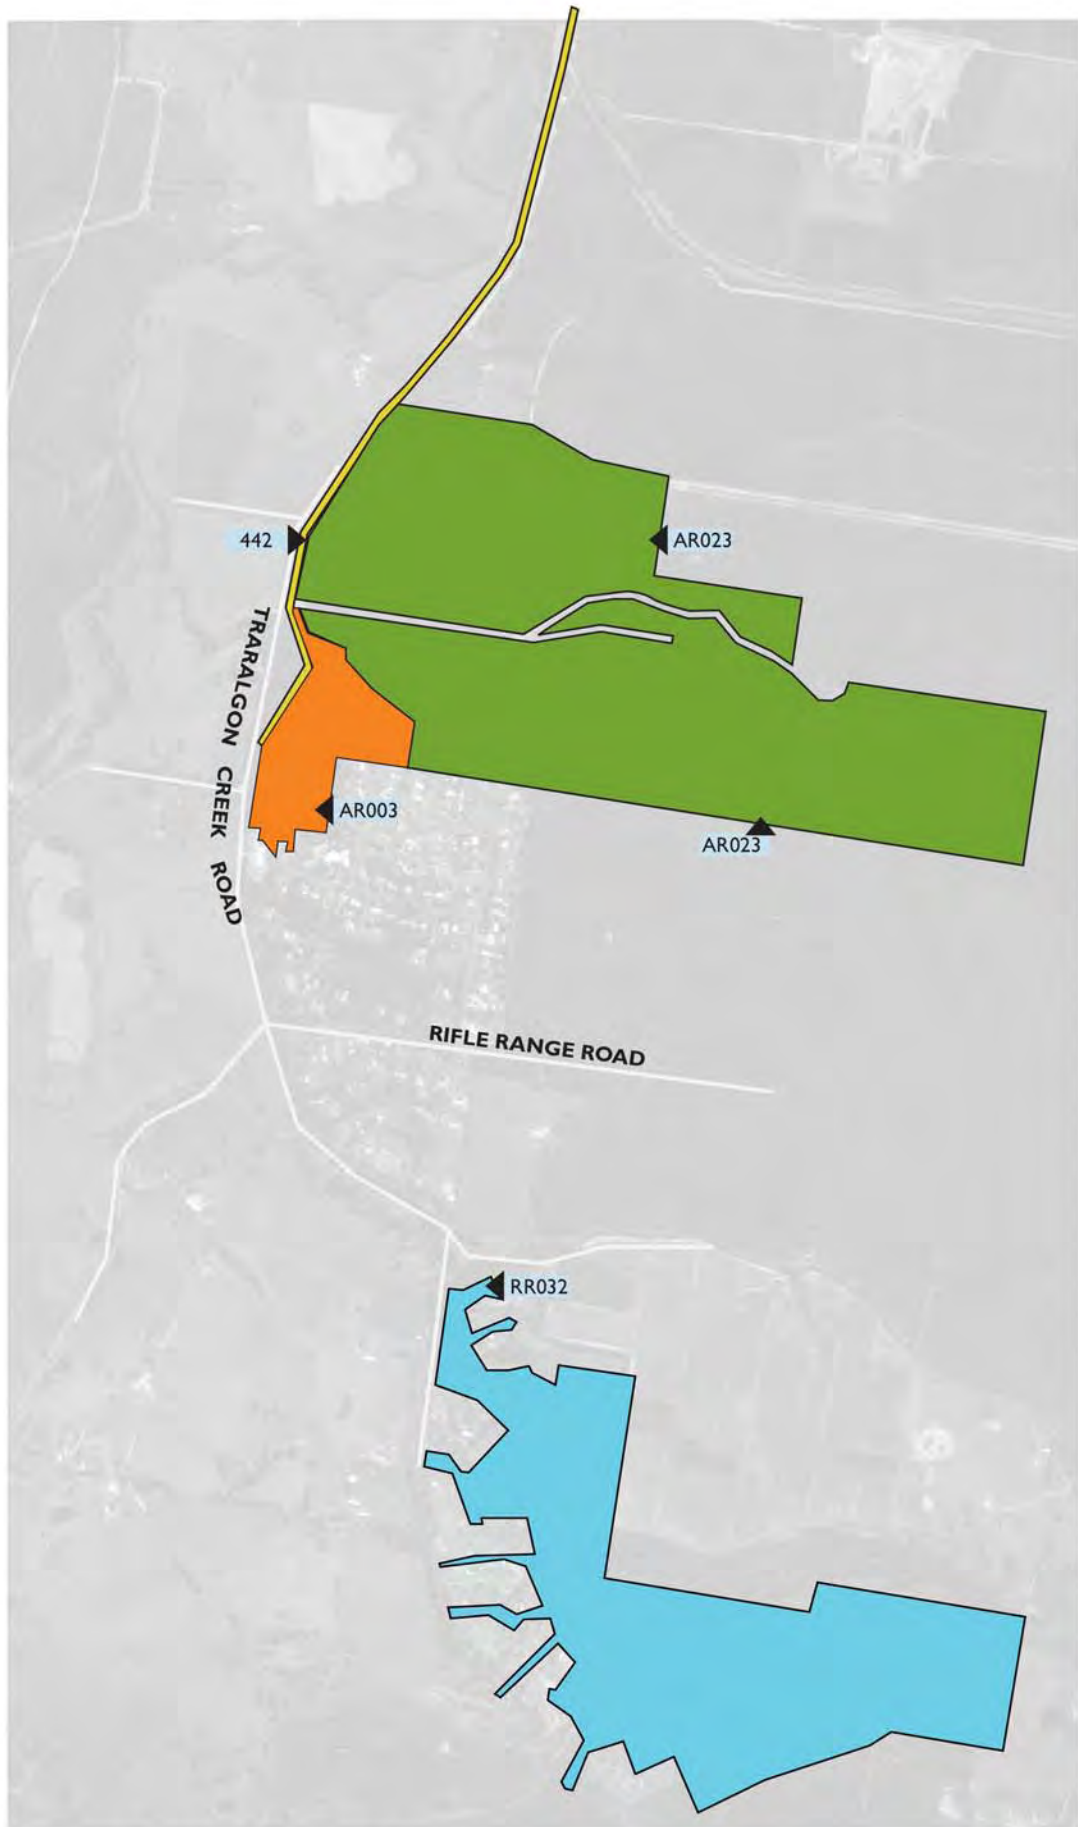 442
AR023
TRARALGON CREEK ROAD
AR003
AR023
RIFLE RANGE ROAD
RR032